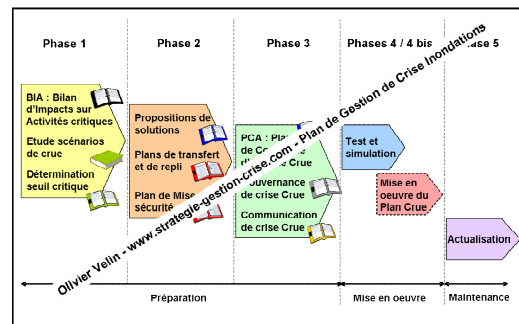 Phase 1
Phase 2
Phase 3
Phases 4 / 4 bis
Phase 5
BIA : Bilan
d'Impacts sur
Activités critiques
Etude scénarios
de crue
Détermination
seuil critique
Propositions de
solutions
Plans de transfert
et de repli
Plan de Mise
sécurité
PCA : Pla
de Co
d'
Crue
ouvernance
de crise Crue
Communication
de crise Crue
Test et
simulation
Mise en
oeuvre du
Plan Crue
Actualisation
Olivier Velin - www.strategie-gestion-crise.com - Plan de Gestion de Crise Inondations
Préparation
Mise en oeuvre
Maintenance